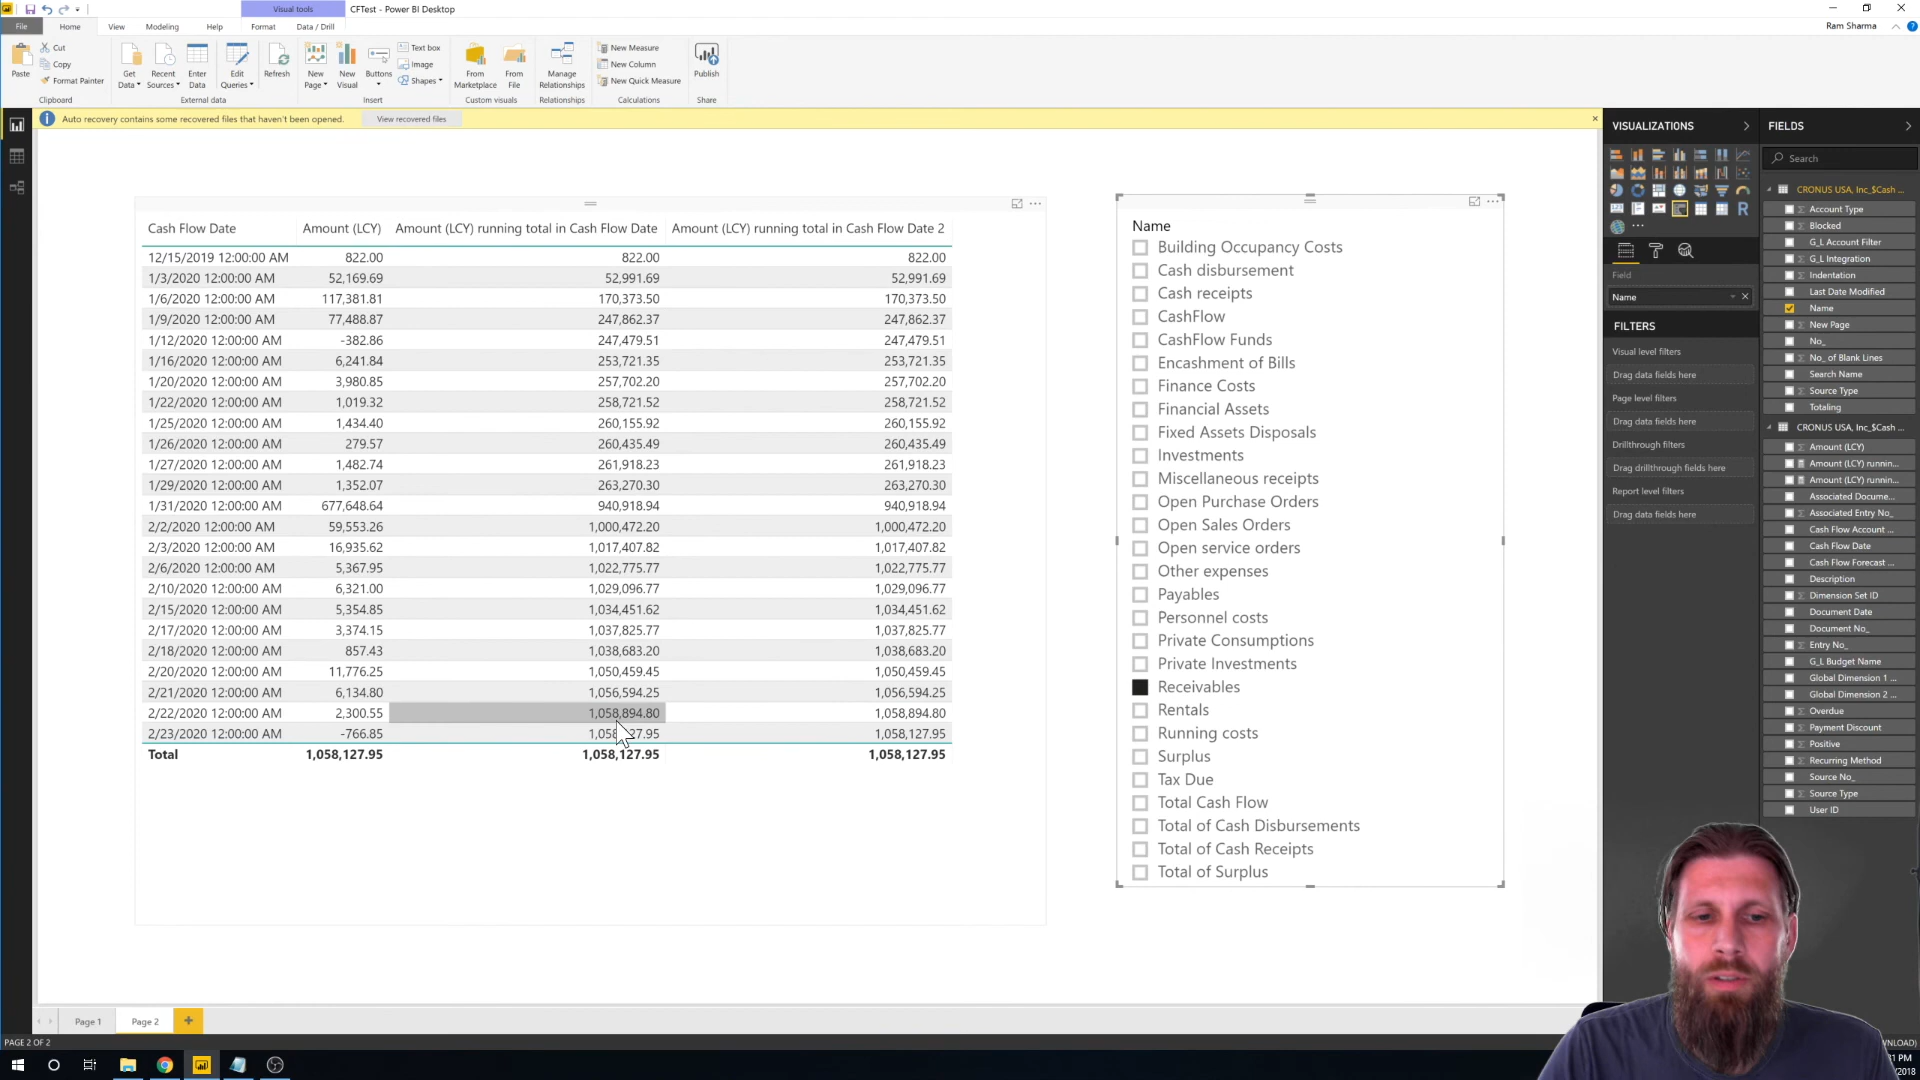 Visual tools
CFTest - Power BI Desktop
File Home View Modeling Help Format Data / Drill
Ram Sharma
Paste
Cut
Copy
Format Painter
Clipboard
Get Data
Recent Sources
Enter Data
Edit Queries
Refresh
External data
New Page
New Visual
Buttons
Text box
Image
Shapes
Insert
From Marketplace
From File
Custom visuals
Manage Relationships
Relationships
New Measure
New Column
New Quick Measure
Calculations
Publish
Share
Auto recovery contains some recovered files that haven't been opened. View recovered files
Cash Flow Date Amount (LCY) Amount (LCY) running total in Cash Flow Date Amount (LCY) running total in Cash Flow Date 2
12/15/2019 12:00:00 AM 822.00 822.00 822.00
1/3/2020 12:00:00 AM 52,169.69 52,991.69 52,991.69
1/6/2020 12:00:00 AM 117,381.81 170,373.50 170,373.50
1/9/2020 12:00:00 AM 77,488.87 247,862.37 247,862.37
1/12/2020 12:00:00 AM -382.86 247,479.51 247,479.51
1/16/2020 12:00:00 AM 6,241.84 253,721.35 253,721.35
1/20/2020 12:00:00 AM 3,980.85 257,702.20 257,702.20
1/22/2020 12:00:00 AM 1,019.32 258,721.52 258,721.52
1/25/2020 12:00:00 AM 1,434.40 260,155.92 260,155.92
1/26/2020 12:00:00 AM 279.57 260,435.49 260,435.49
1/27/2020 12:00:00 AM 1,482.74 261,918.23 261,918.23
1/29/2020 12:00:00 AM 1,352.07 263,270.30 263,270.30
1/31/2020 12:00:00 AM 677,648.64 940,918.94 940,918.94
2/2/2020 12:00:00 AM 59,553.26 1,000,472.20 1,000,472.20
2/3/2020 12:00:00 AM 16,935.62 1,017,407.82 1,017,407.82
2/6/2020 12:00:00 AM 5,367.95 1,022,775.77 1,022,775.77
2/10/2020 12:00:00 AM 6,321.00 1,029,096.77 1,029,096.77
2/15/2020 12:00:00 AM 5,354.85 1,034,451.62 1,034,451.62
2/17/2020 12:00:00 AM 3,374.15 1,037,825.77 1,037,825.77
2/18/2020 12:00:00 AM 857.43 1,038,683.20 1,038,683.20
2/20/2020 12:00:00 AM 11,776.25 1,050,459.45 1,050,459.45
2/21/2020 12:00:00 AM 6,134.80 1,056,594.25 1,056,594.25
2/22/2020 12:00:00 AM 2,300.55 1,058,894.80 1,058,894.80
2/23/2020 12:00:00 AM -766.85 1,058,127.95
Total 1,058,127.95 1,058,127.95 1,058,127.95
Name
Building Occupancy Costs
Cash disbursement
Cash receipts
CashFlow
CashFlow Funds
Encashment of Bills
Finance Costs
Financial Assets
Fixed Assets Disposals
Investments
Miscellaneous receipts
Open Purchase Orders
Open Sales Orders
Open service orders
Other expenses
Payables
Personnel costs
Private Consumptions
Private Investments
Receivables
Rentals
Running costs
Surplus
Tax Due
Total Cash Flow
Total of Cash Disbursements
Total of Cash Receipts
Total of Surplus
VISUALIZATIONS
R
Field
Name
FILTERS
Visual level filters
Drag data fields here
Page level filters
Drag data fields here
Drillthrough filters
Drag drillthrough fields here
Report level filters
Drag data fields here
FIELDS
Search
CRONUS USA, Inc_$Cash ...
Account Type
Blocked
G_L Account Filter
G_L Integration
Indentation
Last Date Modified
Name
New Page
No_
No_ of Blank Lines
Search Name
Source Type
Totaling
CRONUS USA, Inc_$Cash ...
Amount (LCY)
Amount (LCY) runnin...
Amount (LCY) runnin...
Associated Docume...
Associated Entry No_
Cash Flow Account ...
Cash Flow Date
Cash Flow Forecast ...
Description
Dimension Set ID
Document Date
Document No_
Entry No_
G_L Budget Name
Global Dimension 1 ...
Global Dimension 2 ...
Overdue
Payment Discount
Positive
Recurring Method
Source No_
Source Type
User ID
Page 1 Page 2
PAGE 2 OF 2